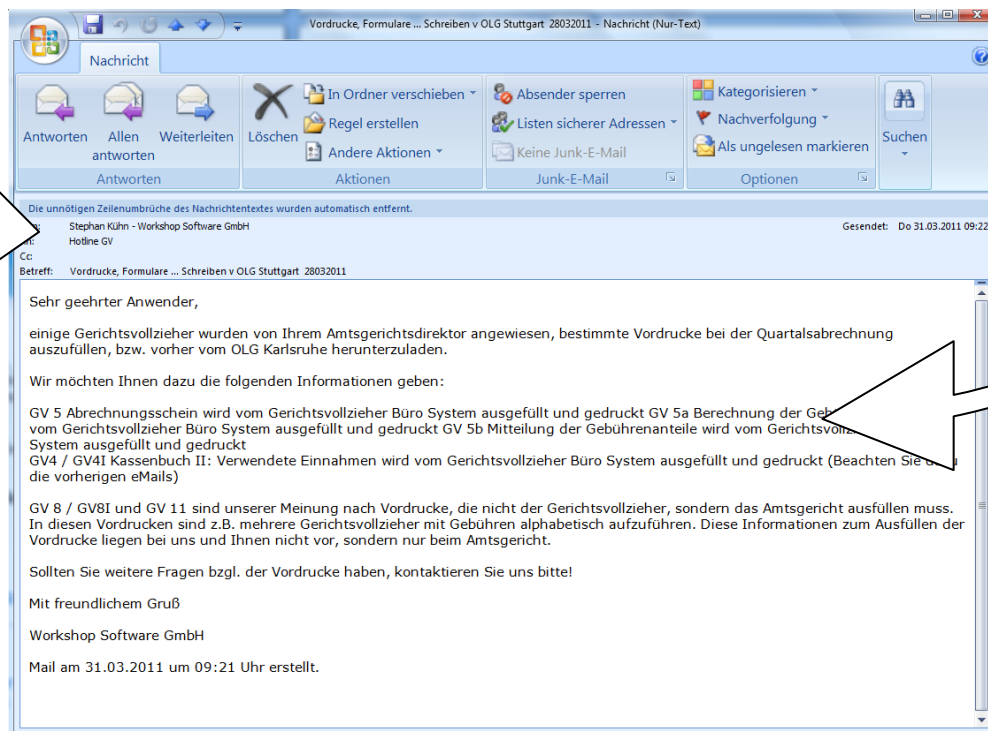 Vordrucke, Formulare ... Schreiben v OLG Stuttgart 28032011 - Nachricht (Nur-Text)
Nachricht
Antworten Allen antworten Weiterleiten Löschen
In Ordner verschieben
Regel erstellen
Andere Aktionen
Absender sperren
Listen sicherer Adressen
Keine Junk-E-Mail
Kategorisieren
Nachverfolgung
Als ungelesen markieren
Suchen
Antworten Aktionen Junk-E-Mail Optionen
Die unnötigen Zeilenumbrüche des Nachrichtentextes wurden automatisch entfernt.
Stephan Kühn - Workshop Software GmbH Gesendet: Do 31.03.2011 09:22
Hotline GV
Cc:
Betreff: Vordrucke, Formulare ... Schreiben v OLG Stuttgart 28032011
Sehr geehrter Anwender,
einige Gerichtsvollzieher wurden von Ihrem Amtsgerichtsdirektor angewiesen, bestimmte Vordrucke bei der Quartalsabrechnung
auszufüllen, bzw. vorher vom OLG Karlsruhe herunterzuladen.
Wir möchten Ihnen dazu die folgenden Informationen geben:
GV 5 Abrechnungsschein wird vom Gerichtsvollzieher Büro System ausgefüllt und gedruckt GV 5a Berechnung der
vom Gerichtsvollzieher Büro System ausgefüllt und gedruckt GV 5b Mitteilung der Gebührenanteile wird vom
System ausgefüllt und gedruckt
GV4 / GV4I Kassenbuch II: Verwendete Einnahmen wird vom Gerichtsvollzieher Büro System ausgefüllt und gedruckt (Beachten Sie
die vorherigen eMails)
GV 8 / GV8I und GV 11 sind unserer Meinung nach Vordrucke, die nicht der Gerichtsvollzieher, sondern das Amtsgericht ausfüllen muss.
In diesen Vordrucken sind z.B. mehrere Gerichtsvollzieher mit Gebühren alphabetisch aufzuführen. Diese Informationen zum Ausfüllen der
Vordrucke liegen bei uns und Ihnen nicht vor, sondern nur beim Amtsgericht.
Sollten Sie weitere Fragen bzgl. der Vordrucke haben, kontaktieren Sie uns bitte!
Mit freundlichem Gruß
Workshop Software GmbH
Mail am 31.03.2011 um 09:21 Uhr erstellt.